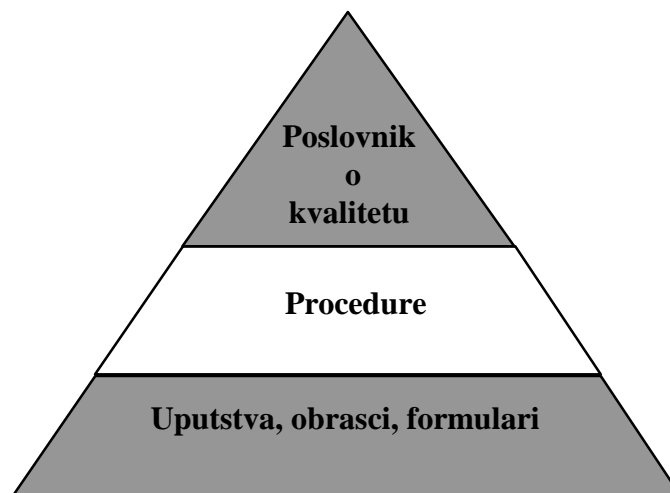 Poslovnik
o
kvalitetu
Procedure
Uputstva, obrasci, formulari